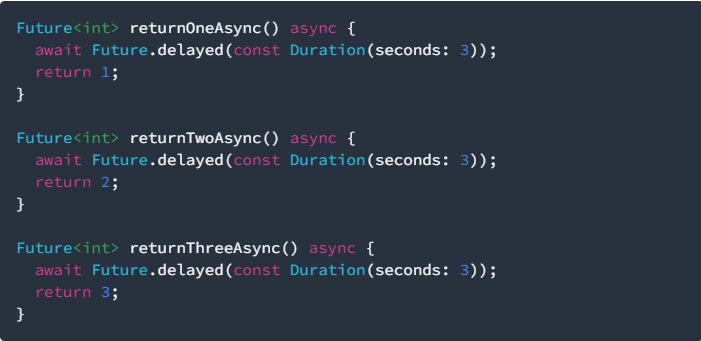 Future<int> returnOneAsync() async {
  await Future.delayed(const Duration(seconds: 3));
  return 1;
}

Future<int> returnTwoAsync() async {
  await Future.delayed(const Duration(seconds: 3));
  return 2;
}

Future<int> returnThreeAsync() async {
  await Future.delayed(const Duration(seconds: 3));
  return 3;
}